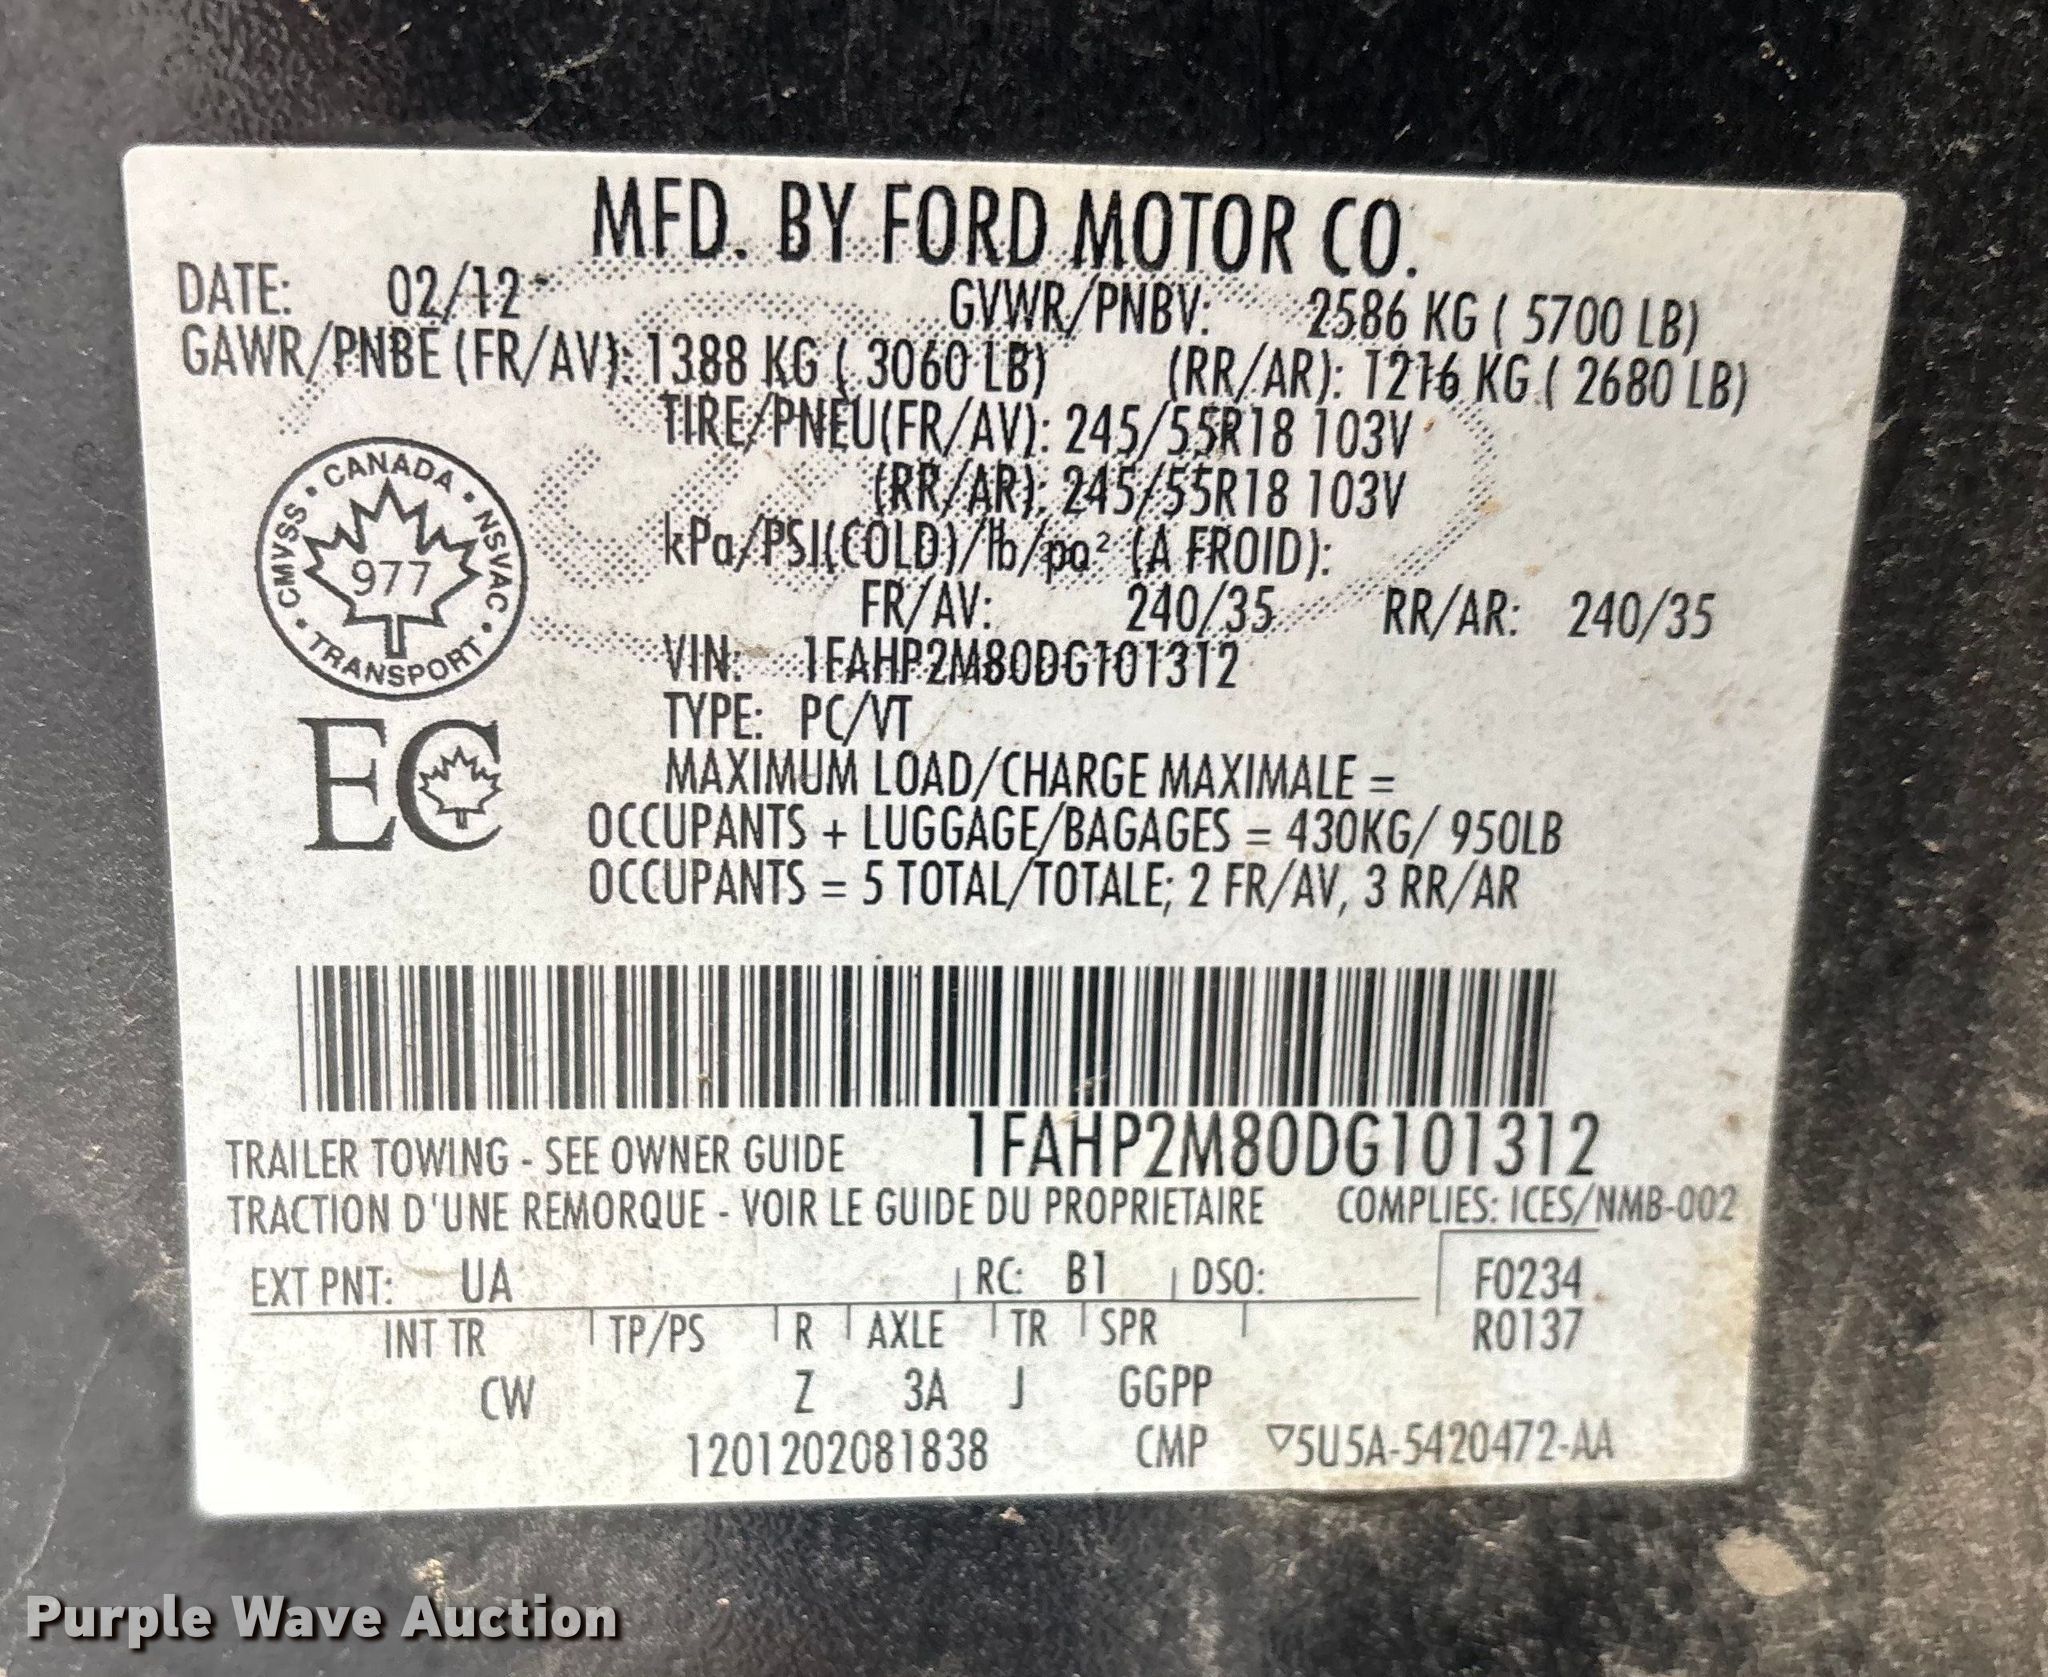 MFD. BY FORD MOTOR CO.
DATE: 02/12 GVWR/PNBV: 2586 KG ( 5700 LB)
GAWR/PNBE (FR/AV): 1388 KG ( 3060 LB) (RR/AR): 1216 KG ( 2680 LB)
TIRE/PNEU(FR/AV): 245/55R18 103V
(RR/AR): 245/55R18 103V
kPa/PSI(COLD)/lb/po² (A FROID):
FR/AV: 240/35 RR/AR: 240/35
CMVSS • CANADA • NSVAC • TRANSPORT •
977
VIN: 1FAHP2M80DG101312
TYPE: PC/VT
EC
MAXIMUM LOAD/CHARGE MAXIMALE =
OCCUPANTS + LUGGAGE/BAGAGES = 430KG/ 950LB
OCCUPANTS = 5 TOTAL/TOTALE; 2 FR/AV, 3 RR/AR
TRAILER TOWING - SEE OWNER GUIDE 1FAHP2M80DG101312
TRACTION D'UNE REMORQUE - VOIR LE GUIDE DU PROPRIETAIRE COMPLIES: ICES/NMB-002
EXT PNT: UA RC: B1 DSO: F0234
INT TR TP/PS R AXLE TR SPR R0137
CW Z 3A J GGPP
1201202081838 CMP ▽5U5A-5420472-AA
Purple Wave Auction